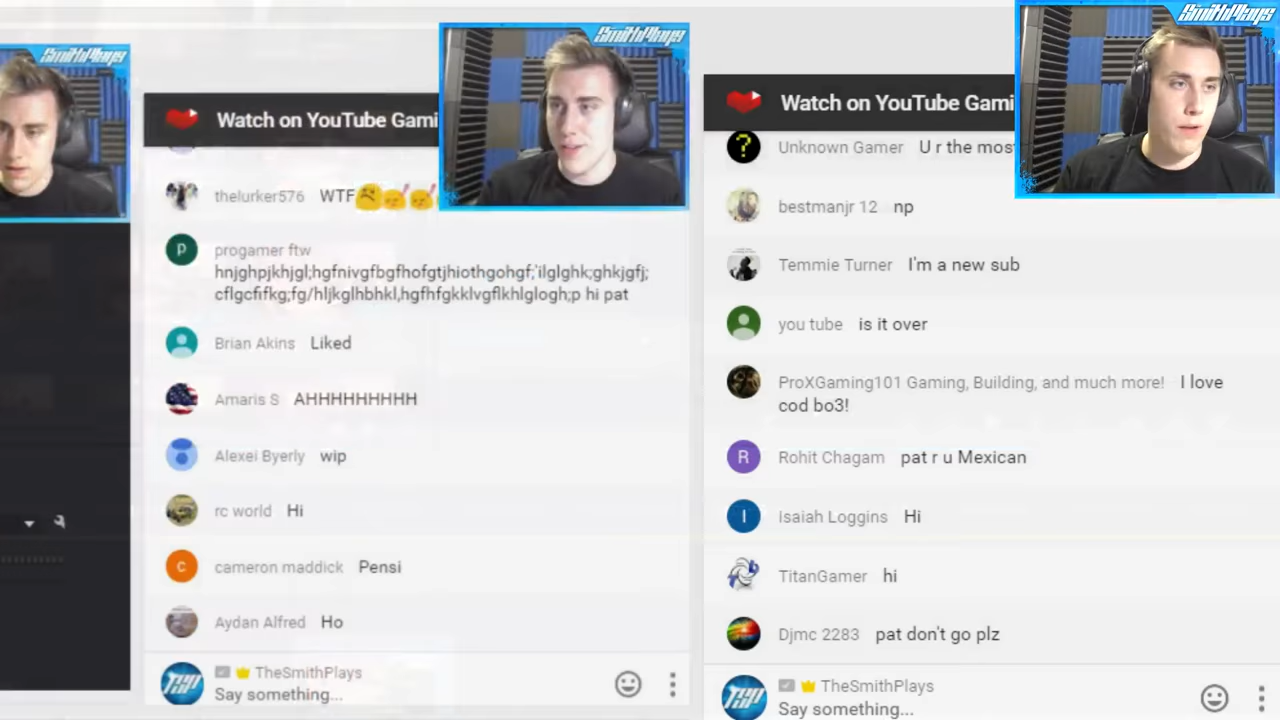 SmithPlays
SmithPlays
SmithPlays
Watch on YouTube Gami
thelurker576 WTF
progamer ftw
hnjghpjkhjgl;hgfnivgfbgfhofgtjhiothgohgf;'ilglghk;ghkjgfj;
cflgcfifkg;fg/hljkglhbhkl,hgfhfgkklvgflkhlglogh;p hi pat
Brian Akins Liked
Amaris S AHHHHHHHHH
Alexei Byerly wip
rc world Hi
cameron maddick Pensi
Aydan Alfred Ho
TheSmithPlays
Say something...
Watch on YouTube Gami
Unknown Gamer U r the most
bestmanjr 12 np
Temmie Turner I'm a new sub
you tube is it over
ProXGaming101 Gaming, Building, and much more! I love
cod bo3!
Rohit Chagam pat r u Mexican
Isaiah Loggins Hi
TitanGamer hi
Djmc 2283 pat don't go plz
TheSmithPlays
Say something...